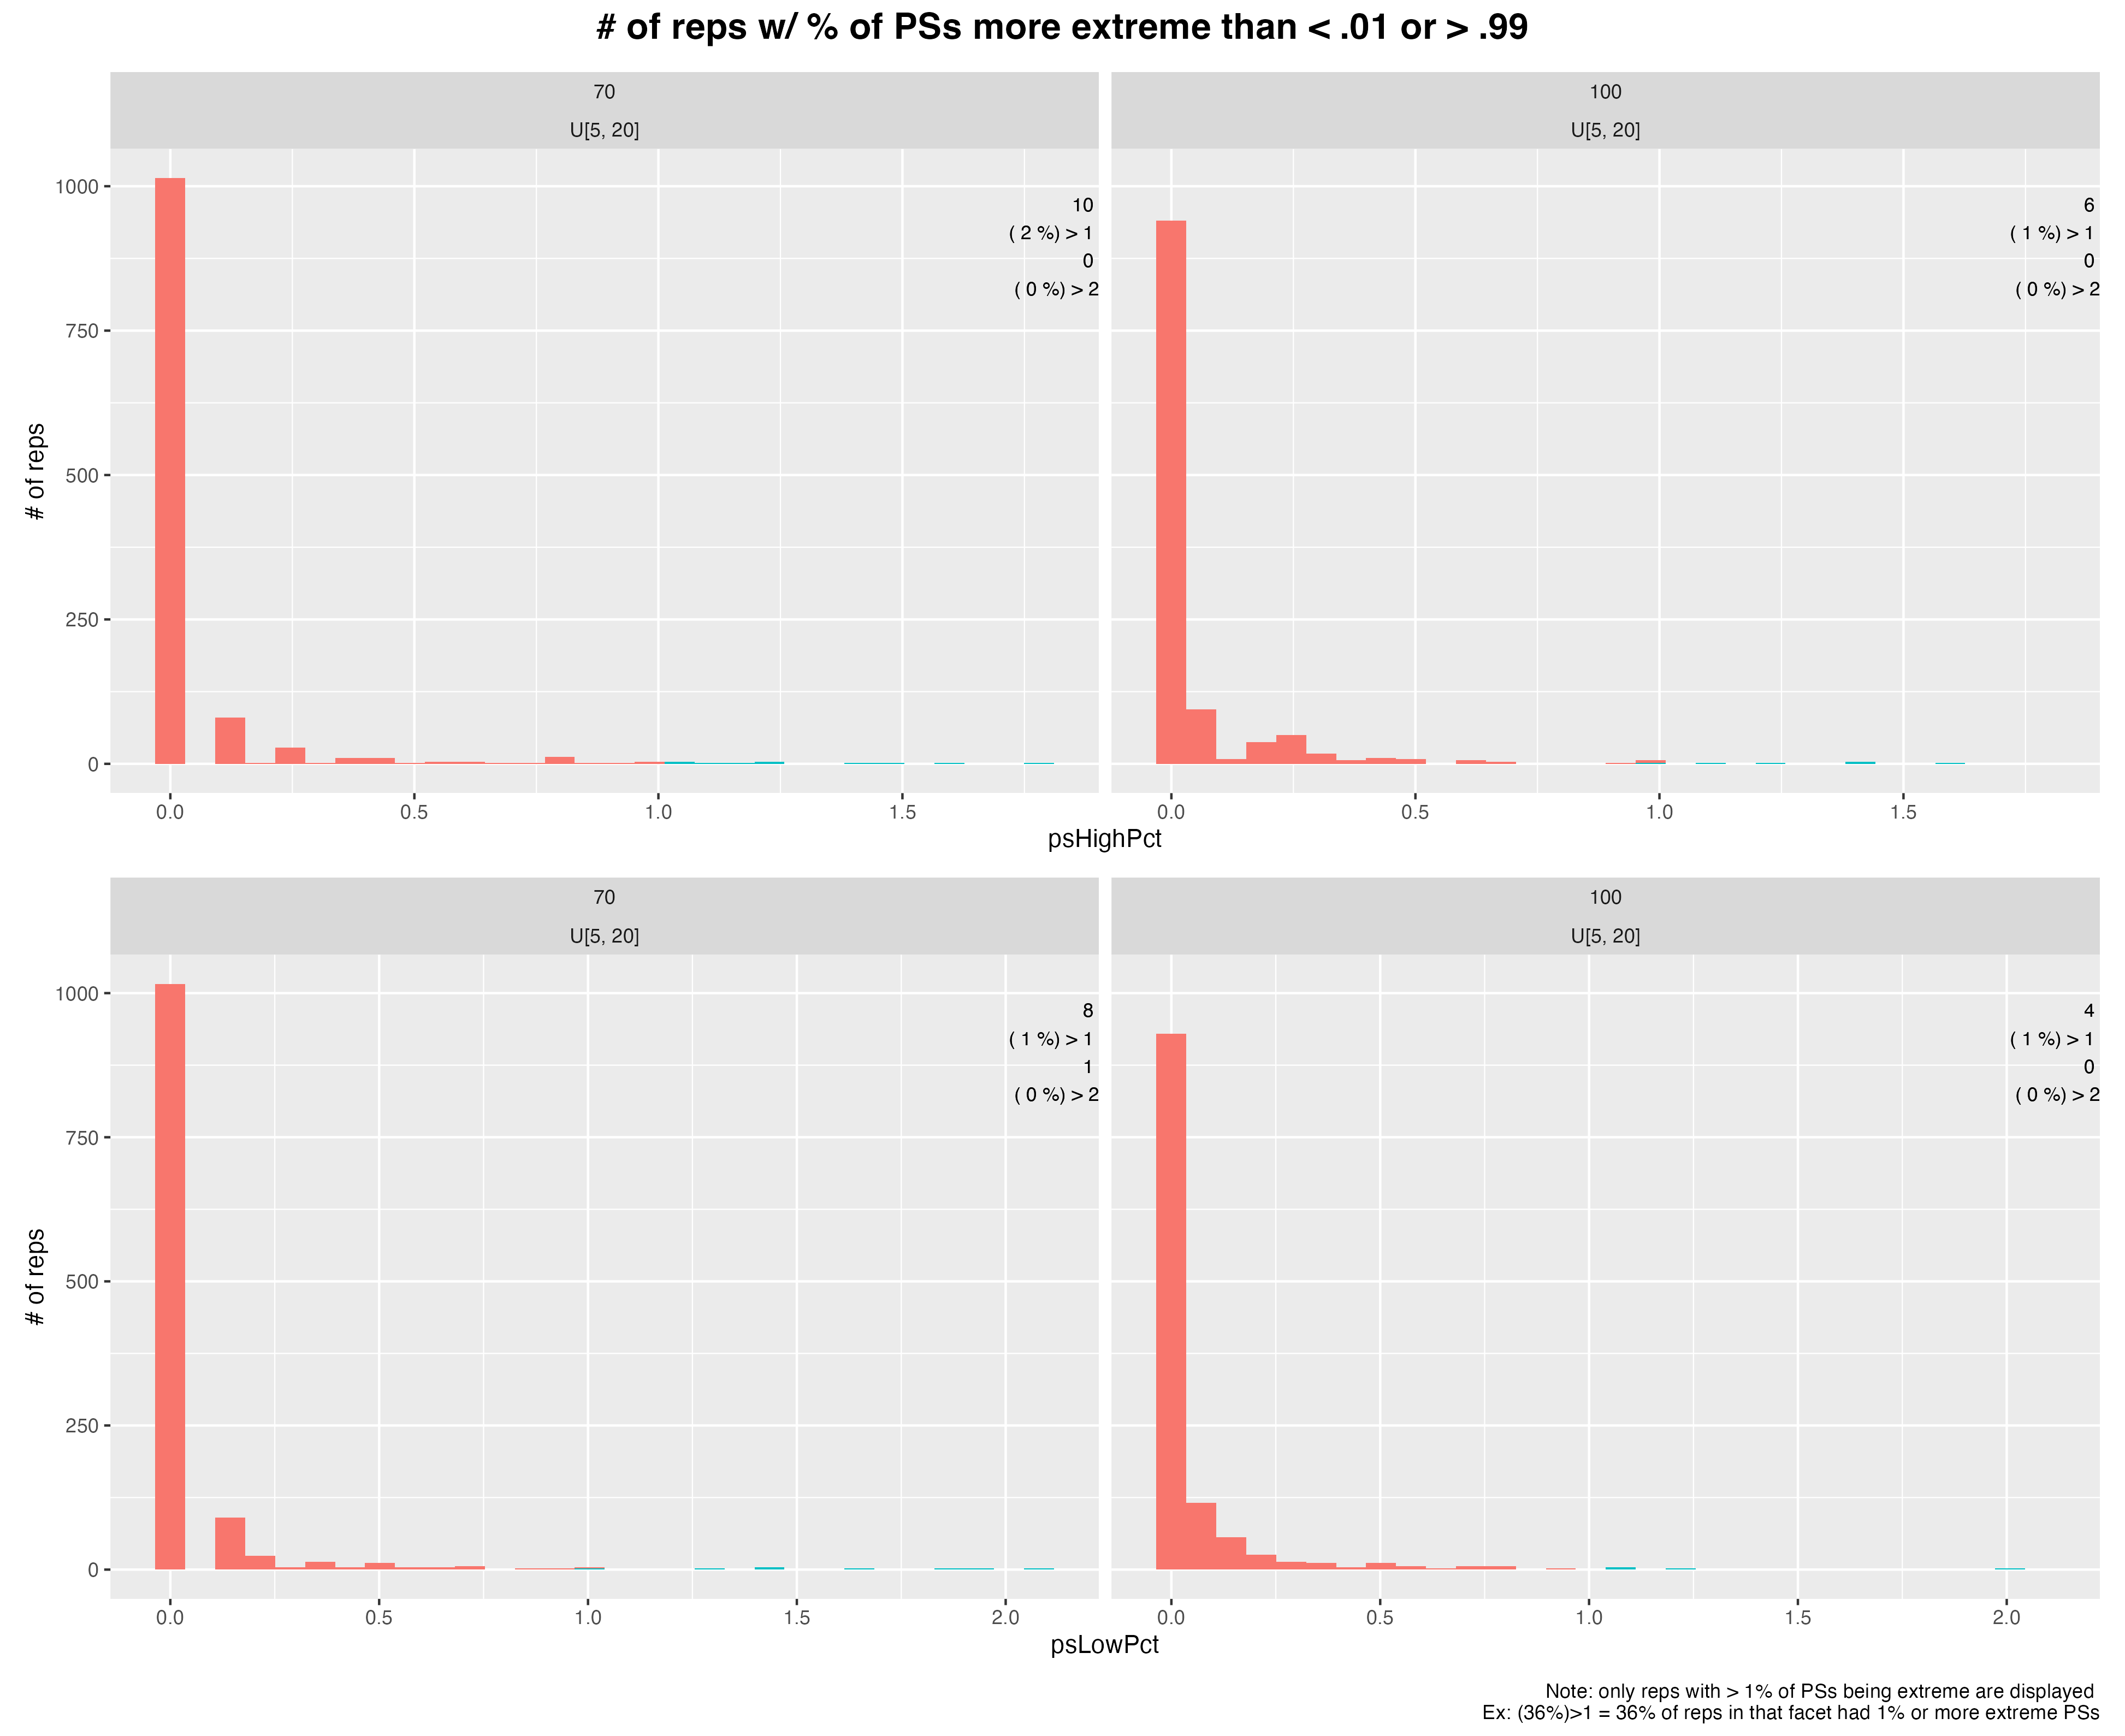 # of reps w/ % of PSs more extreme than < .01 or > .99
70
U[5, 20]
100
U[5, 20]
# of reps
1000
750
500
250
0
10
( 2 %) > 1
0
( 0 %) > 2
6
( 1 %) > 1
0
( 0 %) > 2
0.0 0.5 1.0 1.5
0.0 0.5 1.0 1.5
psHighPct
70
U[5, 20]
100
U[5, 20]
# of reps
1000
750
500
250
0
8
( 1 %) > 1
1
( 0 %) > 2
4
( 1 %) > 1
0
( 0 %) > 2
0.0 0.5 1.0 1.5 2.0
0.0 0.5 1.0 1.5 2.0
psLowPct
Note: only reps with > 1% of PSs being extreme are displayed
Ex: (36%)>1 = 36% of reps in that facet had 1% or more extreme PSs